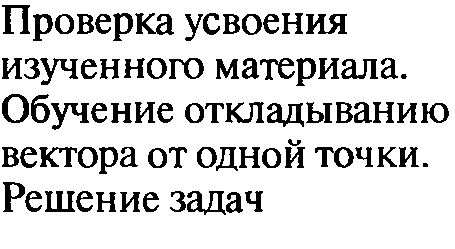 Проверка усвоения
изученного материала.
Обучение откладыванию
вектора от одной точки.
Решение задач